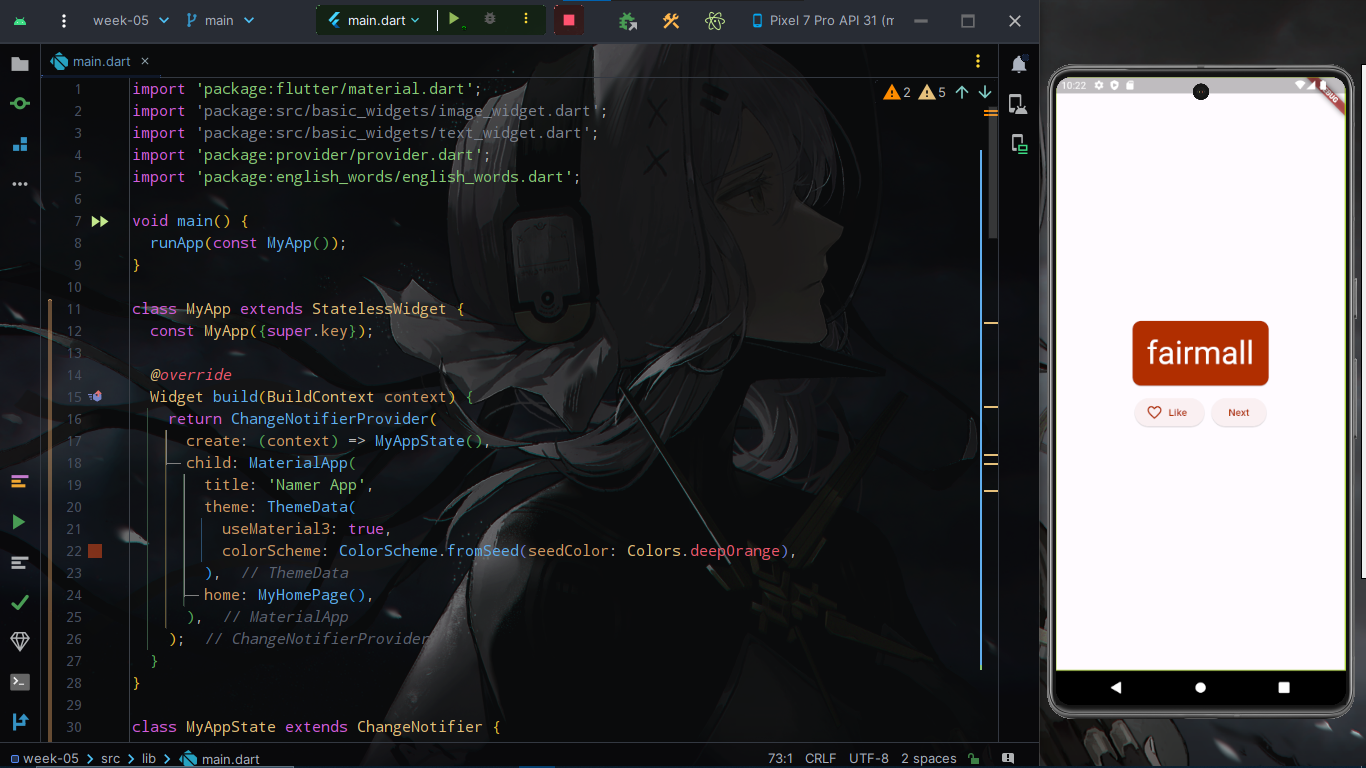 week-05 main main.dart Pixel 7 Pro API 31 (m
main.dart
2 5
1 import 'package:flutter/material.dart';
2 import 'package:src/basic_widgets/image_widget.dart';
3 import 'package:src/basic_widgets/text_widget.dart';
4 import 'package:provider/provider.dart';
5 import 'package:english_words/english_words.dart';
6
7 void main() {
8 runApp(const MyApp());
9 }
10
11 class MyApp extends StatelessWidget {
12 const MyApp({super.key});
13
14 @override
15 Widget build(BuildContext context) {
16 return ChangeNotifierProvider(
17 create: (context) => MyAppState(),
18 child: MaterialApp(
19 title: 'Namer App',
20 theme: ThemeData(
21 useMaterial3: true,
22 colorScheme: ColorScheme.fromSeed(seedColor: Colors.deepOrange),
23 ), // ThemeData
24 home: MyHomePage(),
25 ), // MaterialApp
26 ); // ChangeNotifierProvider
27 }
28 }
29
30 class MyAppState extends ChangeNotifier {
week-05 src lib main.dart 73:1 CRLF UTF-8 2 spaces
10:22
DEBUG
fairmall
Like Next